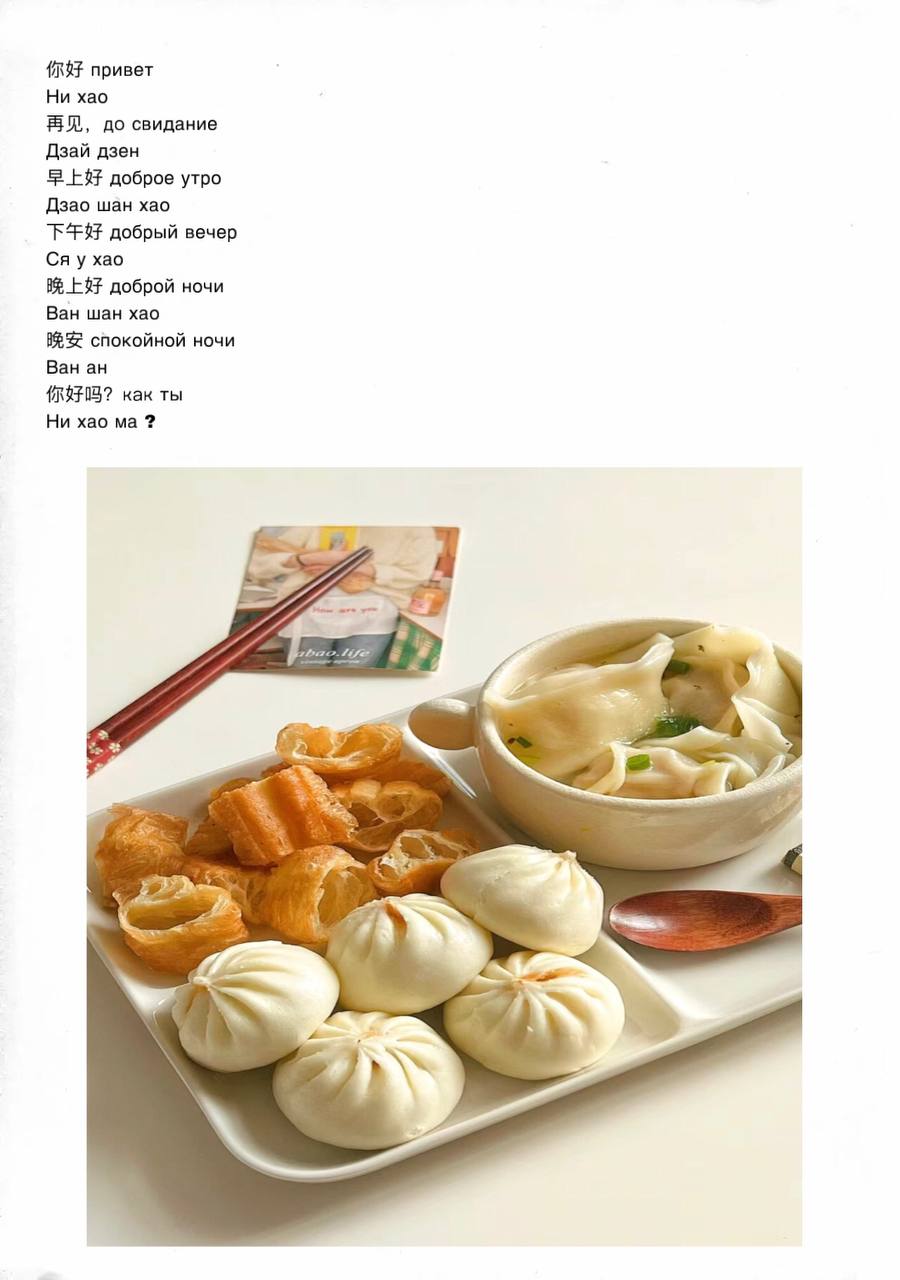 你好 привет
Ни хао
再见，до свидание
Дзай дзен
早上好 доброе утро
Дзао шан хао
下午好 добрый вечер
Ся у хао
晚上好 доброй ночи
Ван шан хао
晚安 спокойной ночи
Ван ан
你好吗？как ты
Ни хао ма ?
How are you
abao.life
vintage apron